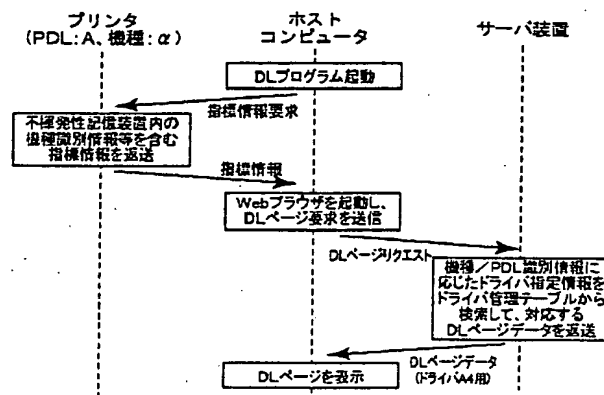 プリンタ
(PDL:A、機種:α)
ホスト
コンピュータ
サーバ装置
DLプログラム起動
指標情報要求
不揮発性記憶装置内の
機種識別情報等を含む
指標情報を返送
指標情報
Webブラウザを起動し、
DLページ要求を送信
DLページリクエスト
機種/PDL識別情報に
応じたドライバ指定情報を
ドライバ管理テーブルから
検索して、対応する
DLページデータを返送
DLページデータ
(ドライバA4用)
DLページを表示